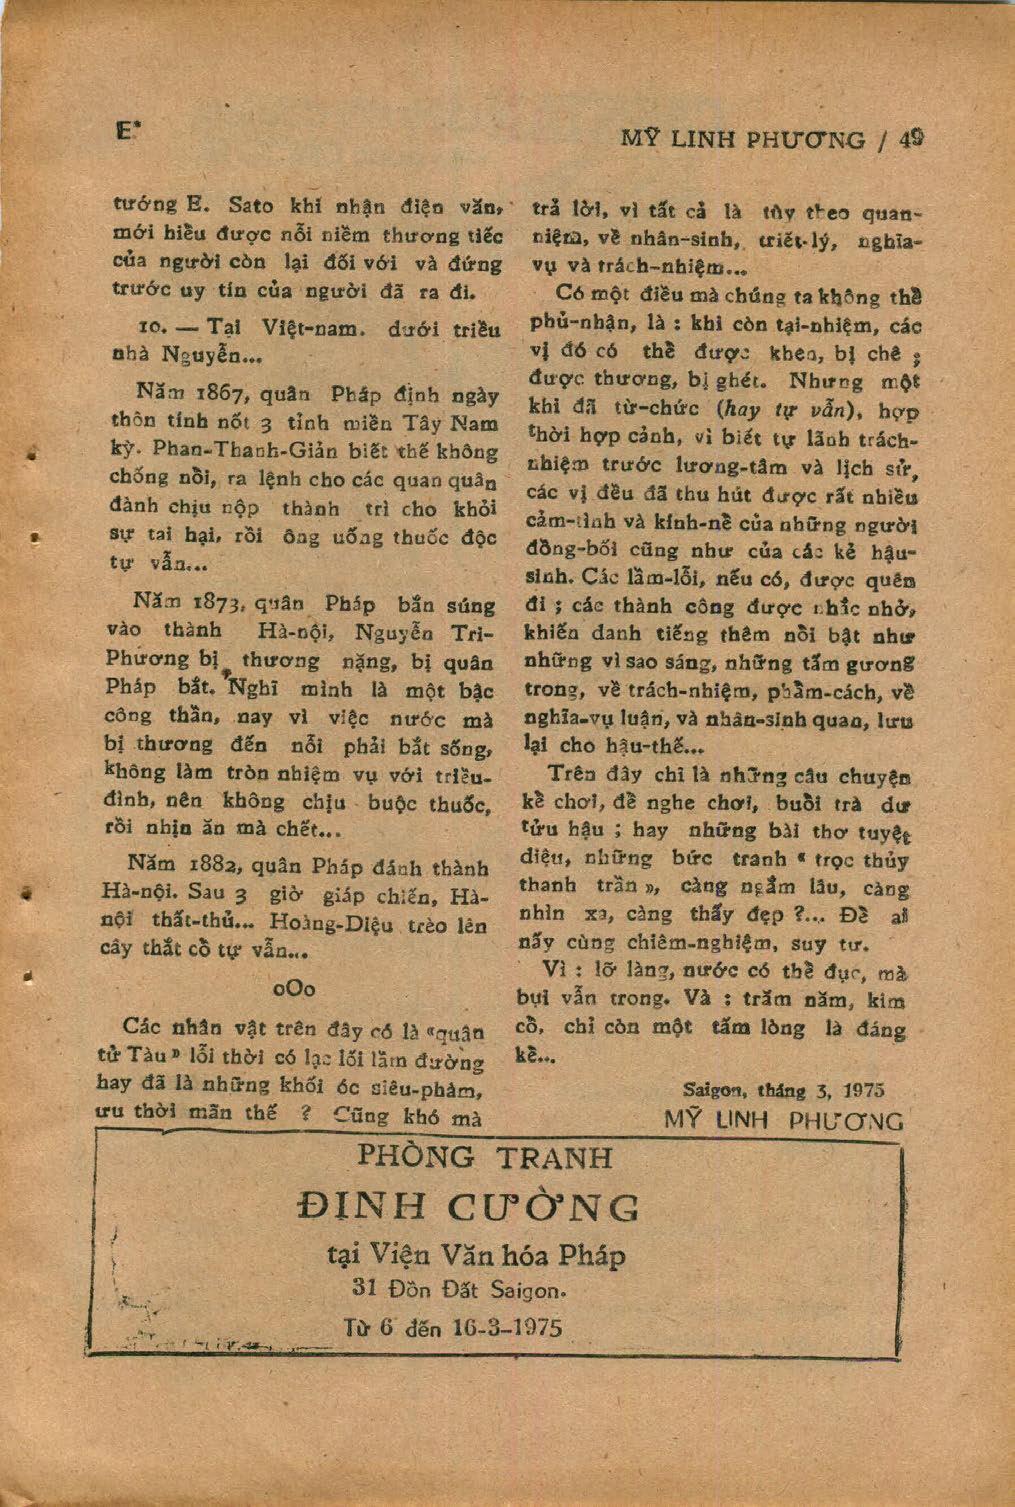 E
MỸ LINH PHƯƠNG / 49
tướng E. Sato khi nhận điện văn,
mới hiểu được nỗi niềm thương tiếc
của người còn lại đối với và đứng
trước uy tín của người đã ra đi.
10. — Tại Việt-nam. dưới triều
nhà Nguyễn...
Năm 1867, quân Pháp định ngày
thôn tính nốt 3 tỉnh miền Tây Nam
kỳ. Phan-Thanh-Giản biết thế không
chống nổi, ra lệnh cho các quan quân
đành chịu nộp thành trì cho khỏi
sự tai hại, rồi ông uống thuốc độc
tự vẫn...
Năm 1873, quân Pháp bắn súng
vào thành Hà-nội, Nguyễn Tri-
Phương bị thương nặng, bị quân
Pháp bắt. Nghĩ mình là một bậc
công thần, nay vì việc nước mà
bị thương đến nỗi phải bắt sống,
không làm tròn nhiệm vụ với triều-
đình, nên không chịu buộc thuốc,
rồi nhịn ăn mà chết...
Năm 1882, quân Pháp đánh thành
Hà-nội. Sau 3 giờ giáp chiến, Hà-
nội thất-thủ... Hoàng-Diệu trèo lên
cây thắt cổ tự vẫn...
oOo
Các nhân vật trên đây có là «quân
tử Tàu» lỗi thời có lạc lối lầm đường
hay đã là những khối óc siêu-phàm,
ưu thời mẫn thế ? Cũng khó mà
trả lời, vì tất cả là tùy theo quan-
niệm, về nhân-sinh, triết-lý, nghĩa-
vụ và trách-nhiệm...
Có một điều mà chúng ta không thể
phủ-nhận, là : khi còn tại-nhiệm, các
vị đó có thể được khen, bị chê ;
được thương, bị ghét. Nhưng một
khi đã từ-chức (hay tự vẫn), hợp
thời hợp cảnh, vì biết tự lãnh trách-
nhiệm trước lương-tâm và lịch sử,
các vị đều đã thu hút được rất nhiều
cảm-tình và kính-nể của những người
đồng-bối cũng như của các kẻ hậu-
sinh. Các lầm-lỗi, nếu có, được quên
đi ; các thành công được nhắc nhở,
khiến danh tiếng thêm nổi bật như
những vì sao sáng, những tấm gương
trong, về trách-nhiệm, phẩm-cách, về
nghĩa-vụ luận, và nhân-sinh quan, lưu
lại cho hậu-thế...
Trên đây chỉ là những câu chuyện
kể chơi, để nghe chơi, buổi trà dư
tửu hậu ; hay những bài thơ tuyệt
diệu, những bức tranh « trọc thủy
thanh trần », càng ngắm lâu, càng
nhìn xa, càng thấy đẹp ?... Để ai
nấy cùng chiêm-nghiệm, suy tư.
Vì : lỡ làng, nước có thể đục, mà
bụi vẫn trong. Và : trăm năm, kim
cổ, chỉ còn một tấm lòng là đáng
kể...
Saigon, tháng 3, 1975
MỸ LINH PHƯƠNG
PHÒNG TRANH
ĐINH CƯỜNG
tại Viện Văn hóa Pháp
31 Đồn Đất Saigon.
Từ 6 đến 16-3-1975